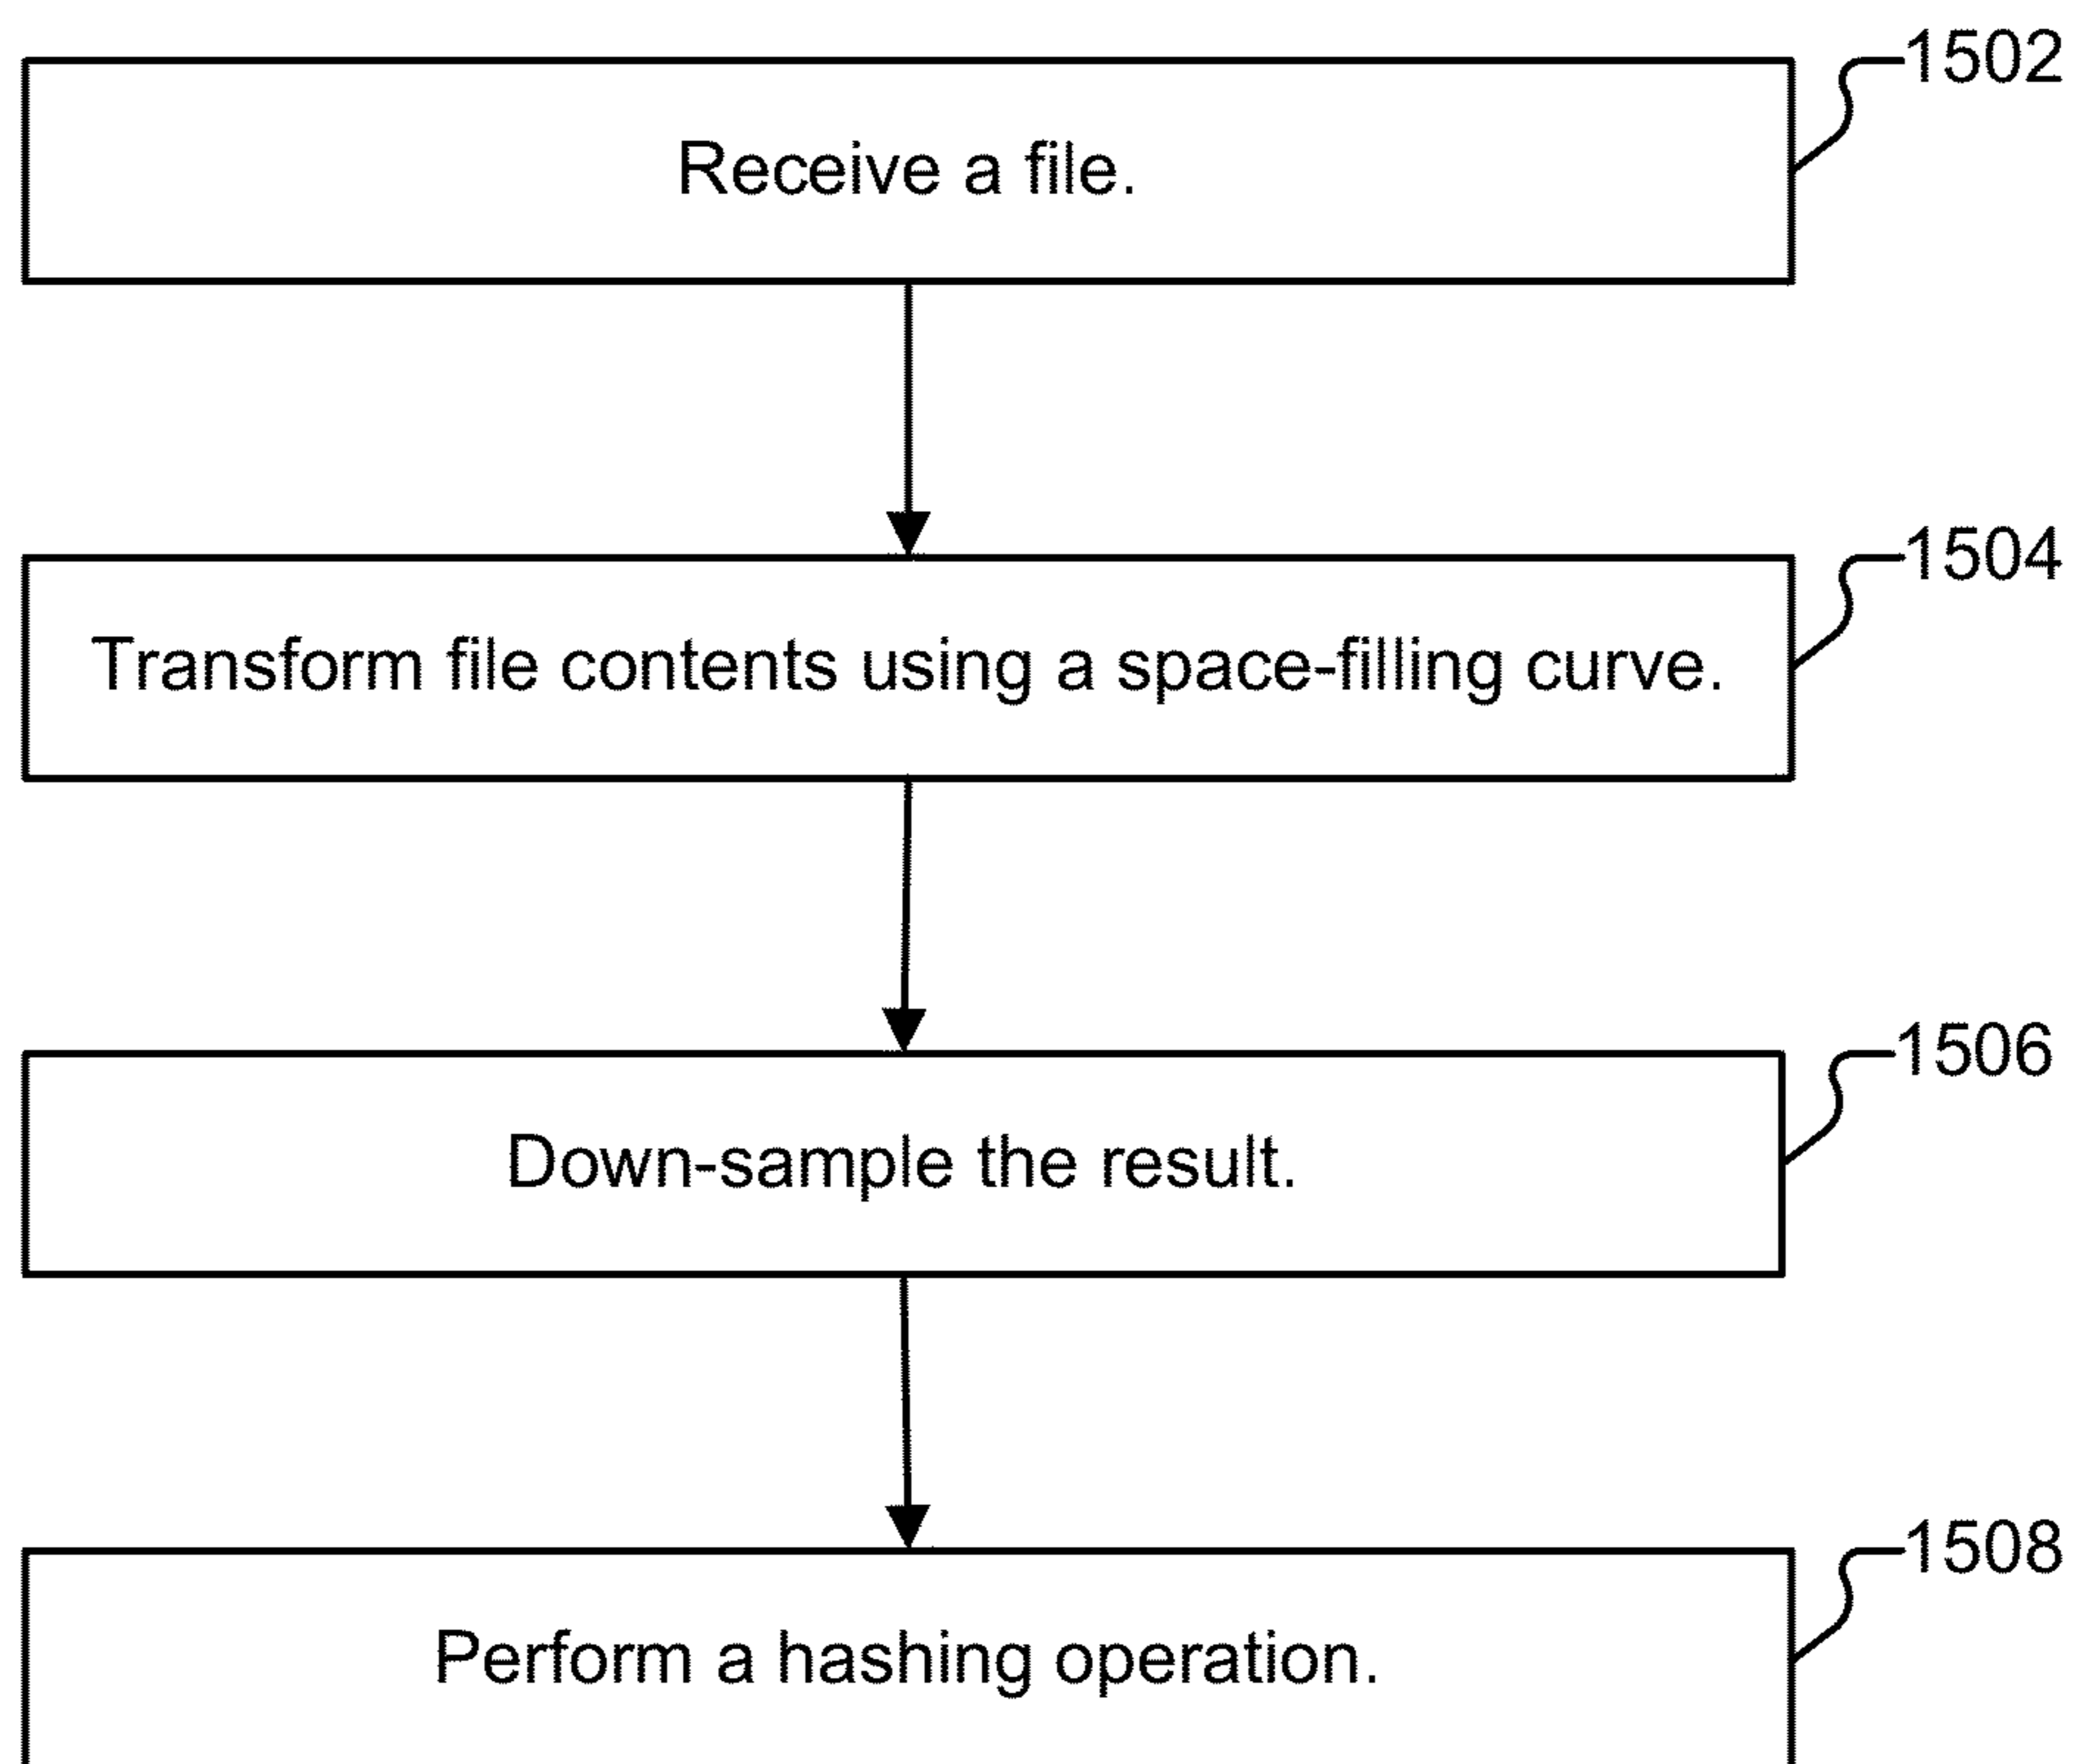 1502
Receive a file.
1504
Transform file contents using a space-filling curve.
1506
Down-sample the result.
1508
Perform a hashing operation.